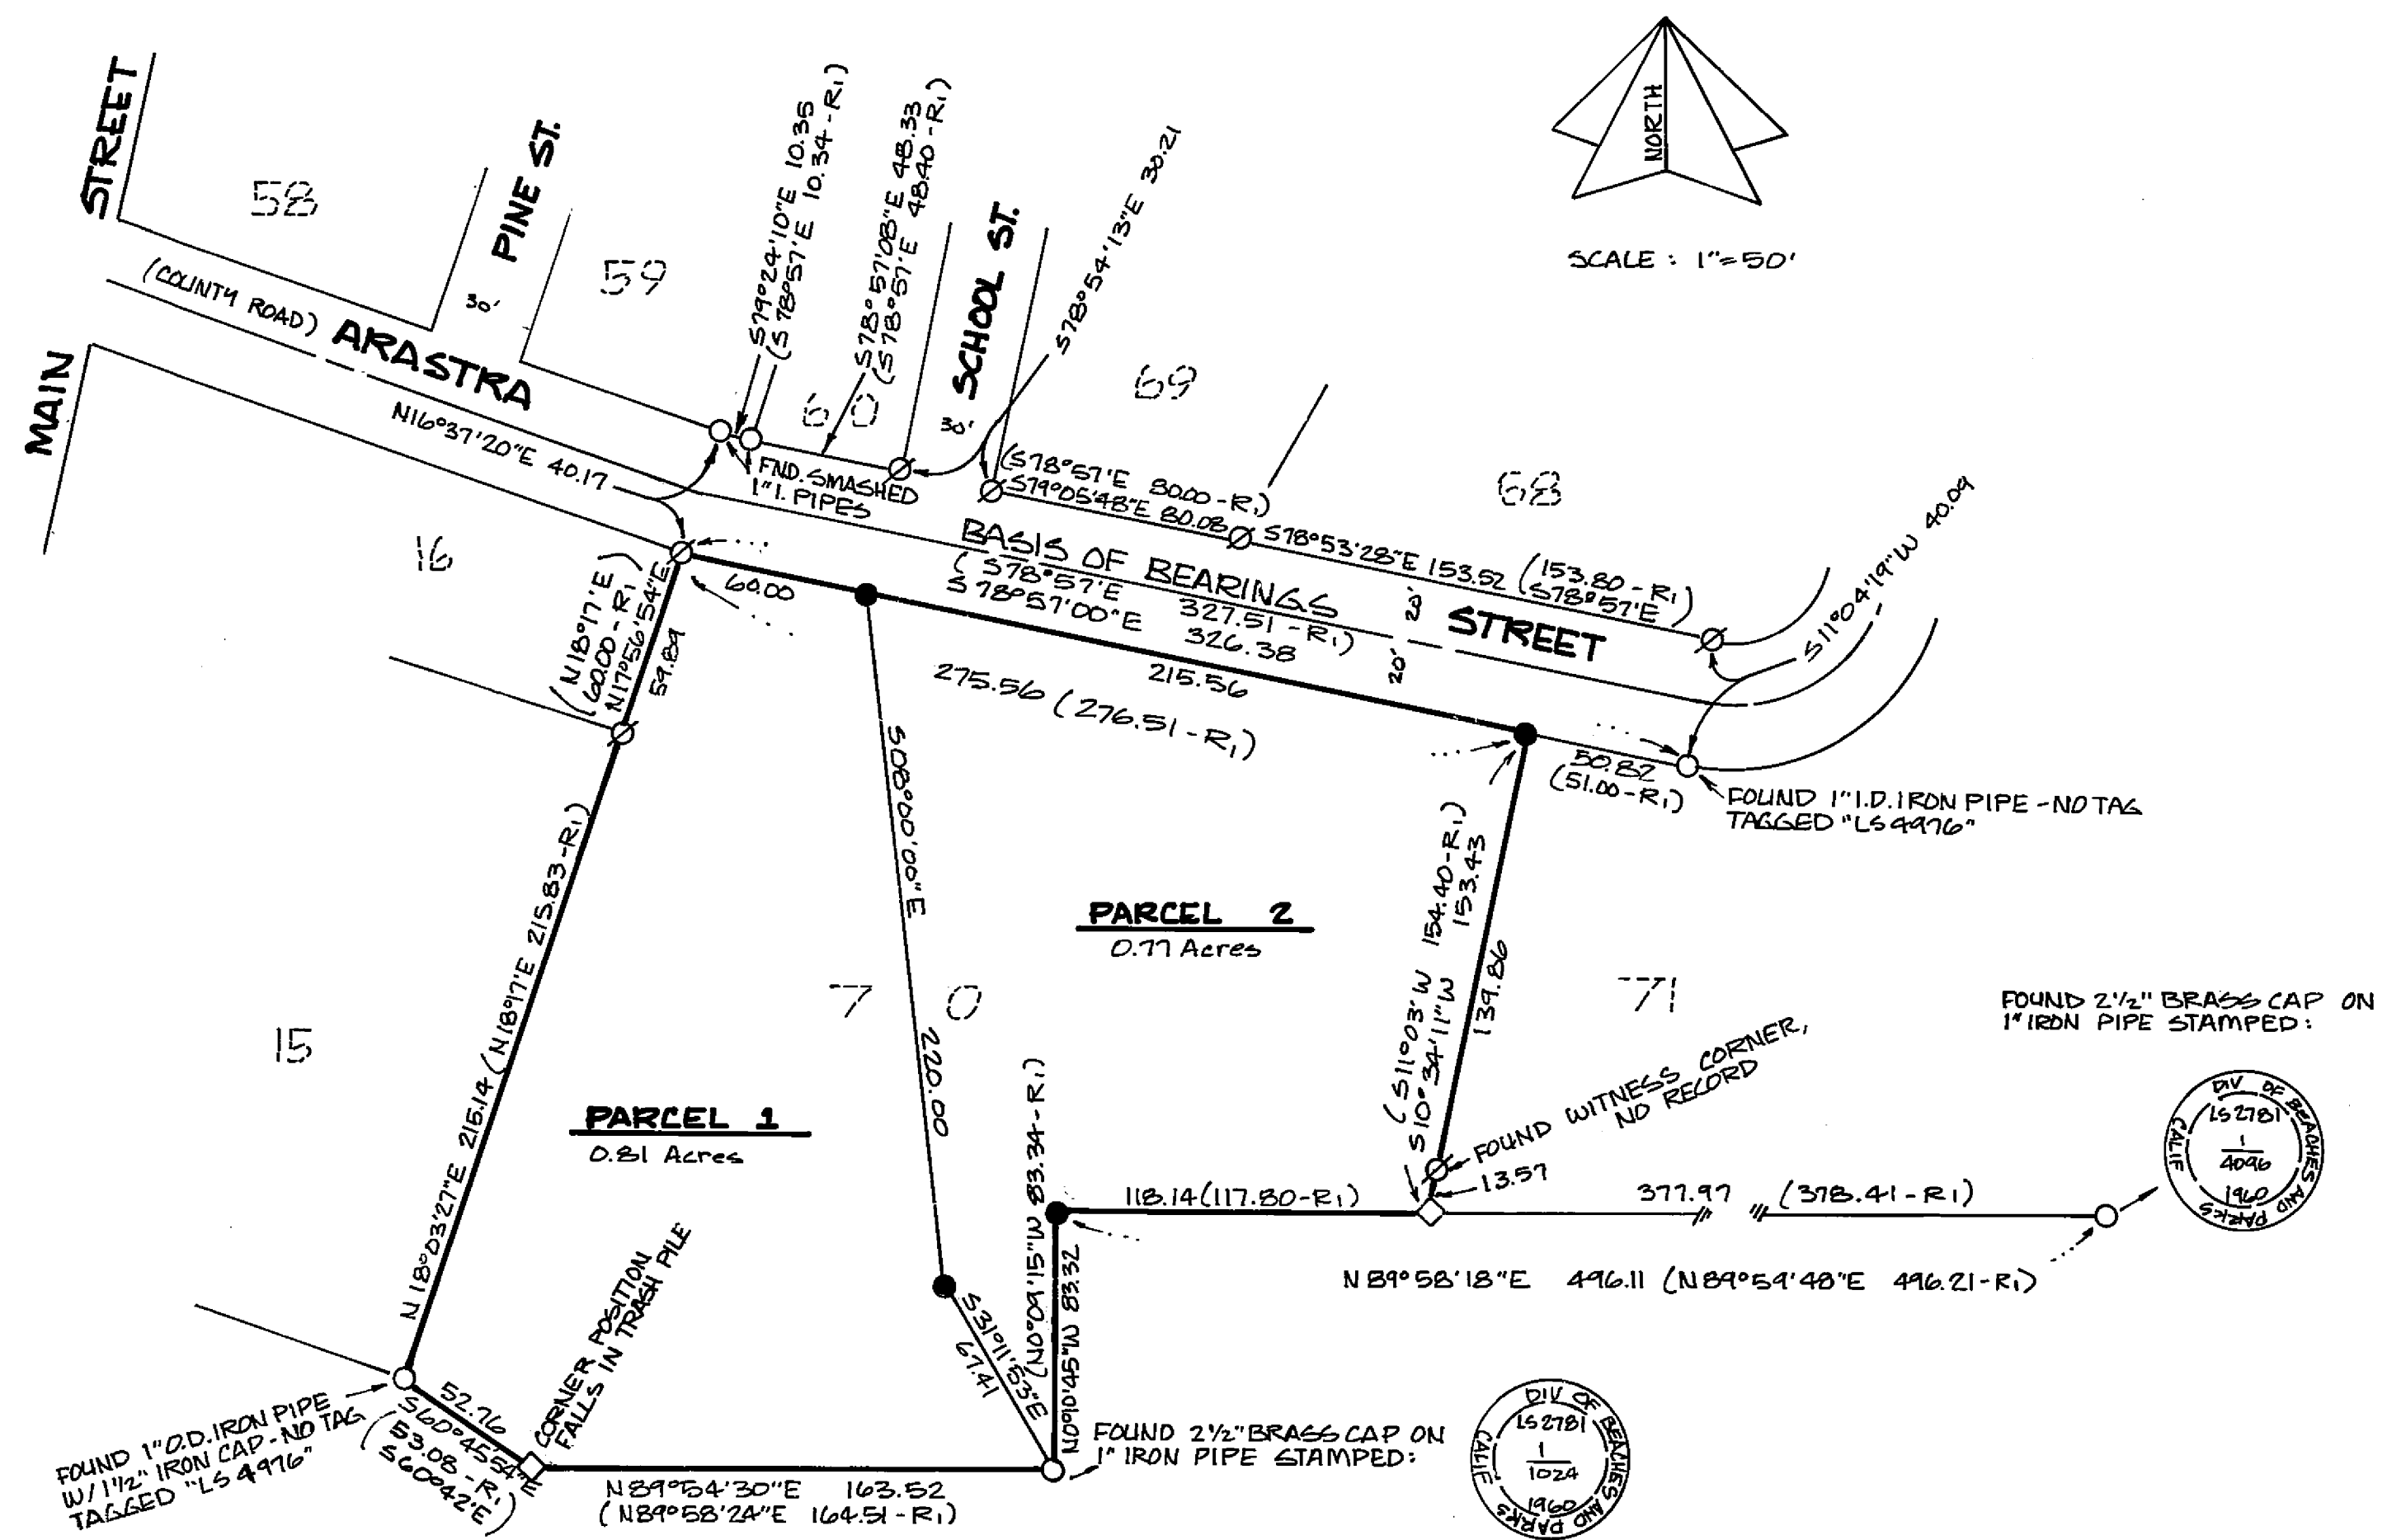 STREET
58
PINE ST.
30'
59
S79°24'10"E 10.35
(S78°57'E 10.34-R1)
S78°57'08"E 48.33
(S78°57'E 48.40-R1)
S78°54'13"E 30.21
SCHOOL ST.
30'
NORTH
SCALE : 1"=50'
(COUNTY ROAD)
ARASTRA
MAIN
N16°37'20"E 40.17
60
FND. SMASHED
1" I. PIPES
69
68
(S78°57'E 80.00-R1)
S79°05'48"E 80.08
S78°53'28"E 153.52
(153.80-R1
S78°57'E)
S11°04'19"W 40.09
16
BASIS OF BEARINGS
(S78°57'E 327.51-R1)
S78°57'00"E 326.38
20'
20'
STREET
60.00
215.56
275.56 (276.51-R1)
(N18°17'E
60.00-R1)
N17°56'54"E
59.89
50.82
(51.00-R1)
FOUND 1" I.D. IRON PIPE-NO TAG
TAGGED "LS 4976"
S08°00'00"E
220.00
N18°03'27"E 215.14 (N18°17'E 215.83-R1)
PARCEL 2
0.77 Acres
(S11°03'W 154.40-R1)
S10°34'11"W 153.43
139.86
70
71
15
FOUND WITNESS CORNER,
NO RECORD
13.57
FOUND 2½" BRASS CAP ON
1" IRON PIPE STAMPED:
DIV OF BEACHES AND PARKS
CALIF
LS 2781
1
4096
1960
PARCEL 1
0.81 Acres
(N0°09'15"W 83.34-R1)
N0°10'45"W 83.32
118.14 (117.80-R1)
377.97
(378.41-R1)
N89°58'18"E 496.11 (N89°59'48"E 496.21-R1)
S31°11'53"E
67.41
CORNER POSITION
FALLS IN TRASH PILE
52.76
S60°45'54"E
(53.08-R1
S60°42'E)
FOUND 1" O.D. IRON PIPE
W/ 1½" IRON CAP-NO TAG
TAGGED "LS 4976"
N89°54'30"E 163.52
(N89°58'24"E 164.51-R1)
FOUND 2½" BRASS CAP ON
1" IRON PIPE STAMPED:
DIV OF BEACHES AND PARKS
CALIF
LS 2781
1
1024
1960